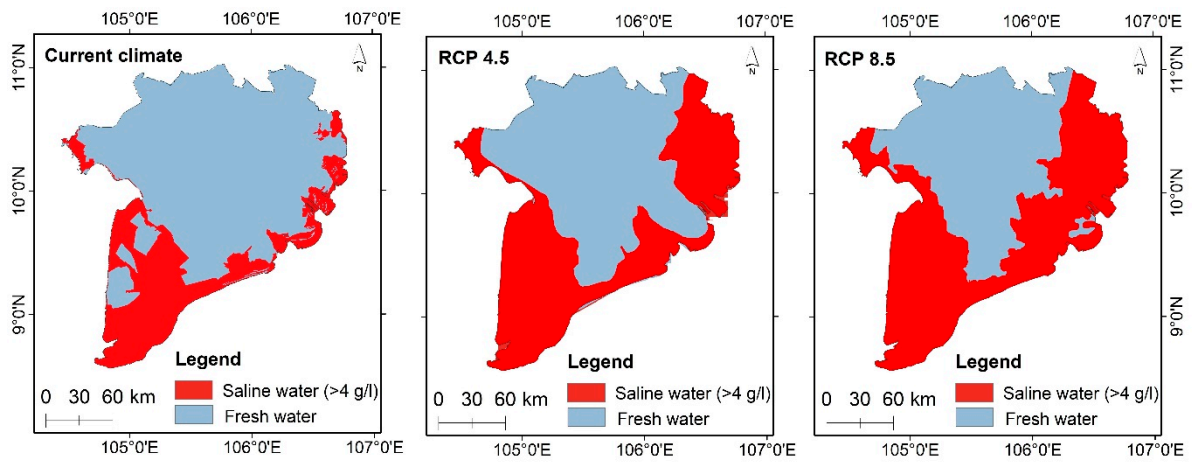 105°0'E 106°0'E 107°0'E
105°0'E 106°0'E 107°0'E
105°0'E 106°0'E 107°0'E
Current climate
N
11°0'N
10°0'N
9°0'N
Legend
0 30 60 km
Saline water (>4 g/l)
Fresh water
105°0'E 106°0'E 107°0'E
RCP 4.5
N
Legend
0 30 60 km
Saline water (>4 g/l)
Fresh water
105°0'E 106°0'E 107°0'E
RCP 8.5
N
11°0'N
10°0'N
9°0'N
Legend
0 30 60 km
Saline water (>4 g/l)
Fresh water
105°0'E 106°0'E 107°0'E